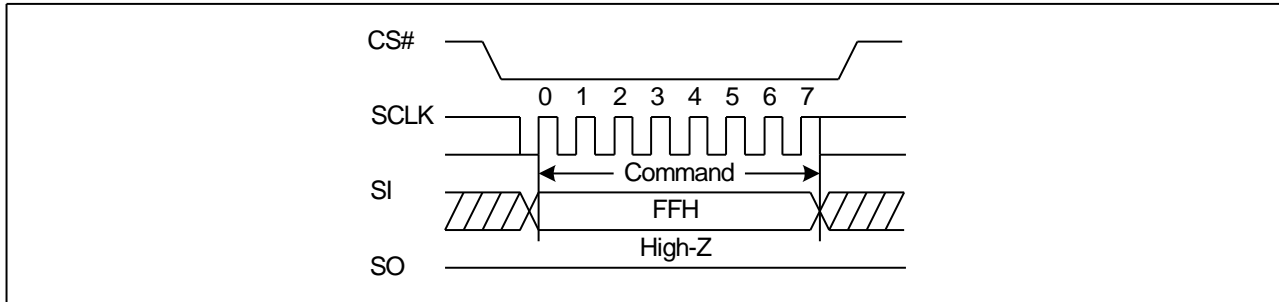 CS#
0 1 2 3 4 5 6 7
SCLK
Command
SI
FFH
High-Z
SO